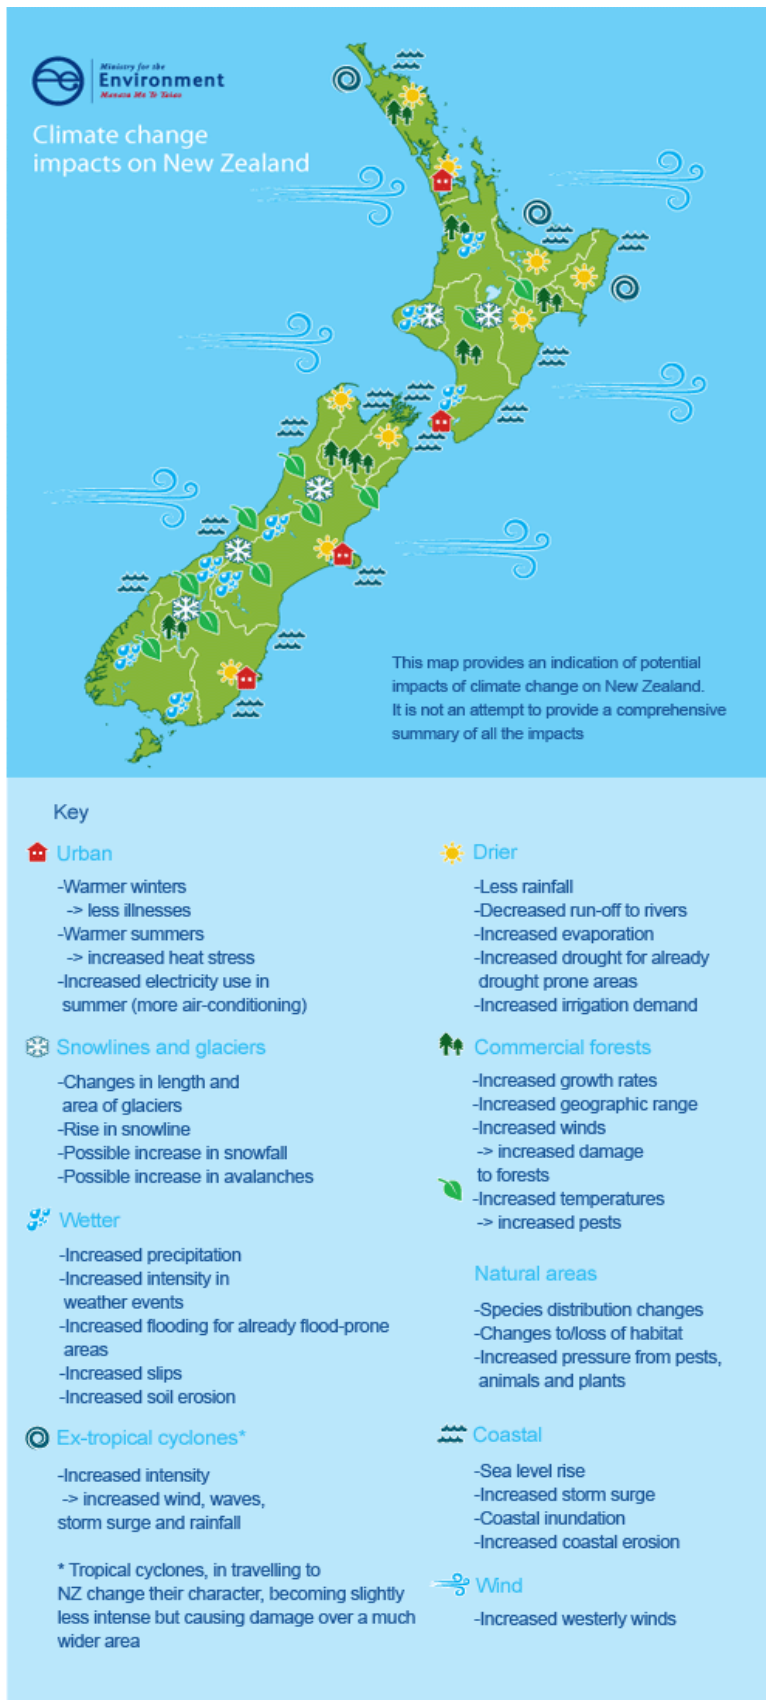 Ministry for the
Environment
Manatū Mō Te Taiao
Climate change
impacts on New Zealand
This map provides an indication of potential
impacts of climate change on New Zealand.
It is not an attempt to provide a comprehensive
summary of all the impacts
Key
Urban
-Warmer winters
-> less illnesses
-Warmer summers
-> increased heat stress
-Increased electricity use in
summer (more air-conditioning)
Snowlines and glaciers
-Changes in length and
area of glaciers
-Rise in snowline
-Possible increase in snowfall
-Possible increase in avalanches
Wetter
-Increased precipitation
-Increased intensity in
weather events
-Increased flooding for already flood-prone
areas
-Increased slips
-Increased soil erosion
Ex-tropical cyclones*
-Increased intensity
-> increased wind, waves,
storm surge and rainfall
* Tropical cyclones, in travelling to
NZ change their character, becoming slightly
less intense but causing damage over a much
wider area
Drier
-Less rainfall
-Decreased run-off to rivers
-Increased evaporation
-Increased drought for already
drought prone areas
-Increased irrigation demand
Commercial forests
-Increased growth rates
-Increased geographic range
-Increased winds
-> increased damage
to forests
-Increased temperatures
-> increased pests
Natural areas
-Species distribution changes
-Changes to/loss of habitat
-Increased pressure from pests,
animals and plants
Coastal
-Sea level rise
-Increased storm surge
-Coastal inundation
-Increased coastal erosion
Wind
-Increased westerly winds